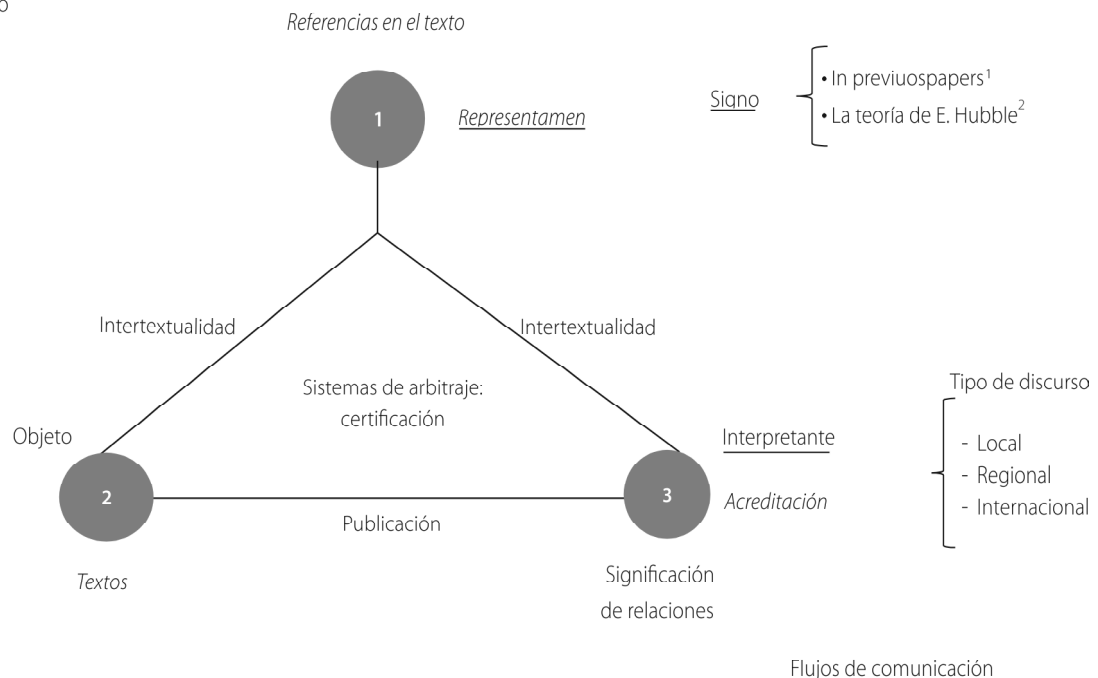 o
Referencias en el texto
1
Representamen
Signo
• In previuospapers¹
• La teoría de E. Hubble²
Intertextualidad
Intertextualidad
Sistemas de arbitraje:
certificación
Tipo de discurso
Objeto
Interpretante
- Local
- Regional
- Internacional
2
3
Acreditación
Publicación
Textos
Significación
de relaciones
Flujos de comunicación